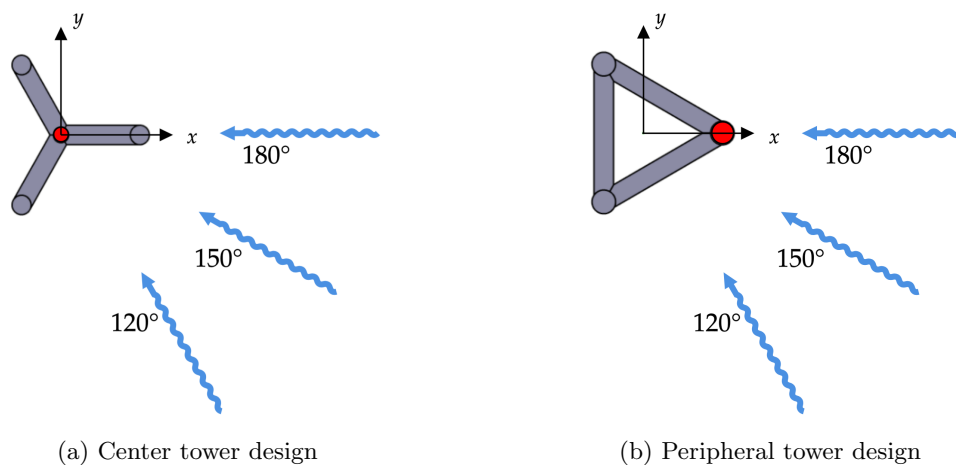 y
x
180°
150°
120°
(a) Center tower design
y
x
180°
150°
120°
(b) Peripheral tower design